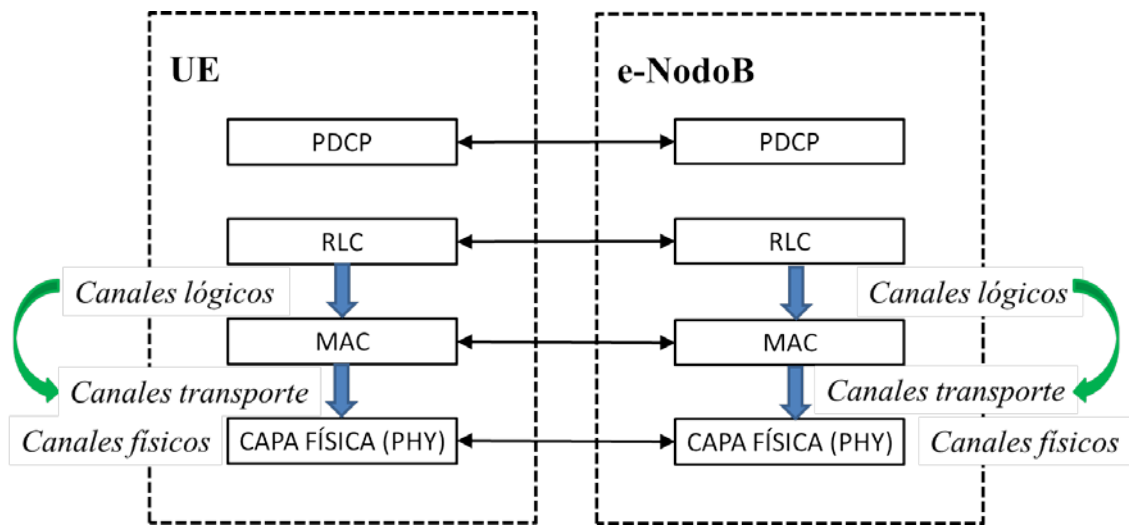 UE
e-NodoB
PDCP
PDCP
RLC
RLC
Canales lógicos
Canales lógicos
MAC
MAC
Canales transporte
Canales transporte
Canales físicos
CAPA FÍSICA (PHY)
CAPA FÍSICA (PHY)
Canales físicos